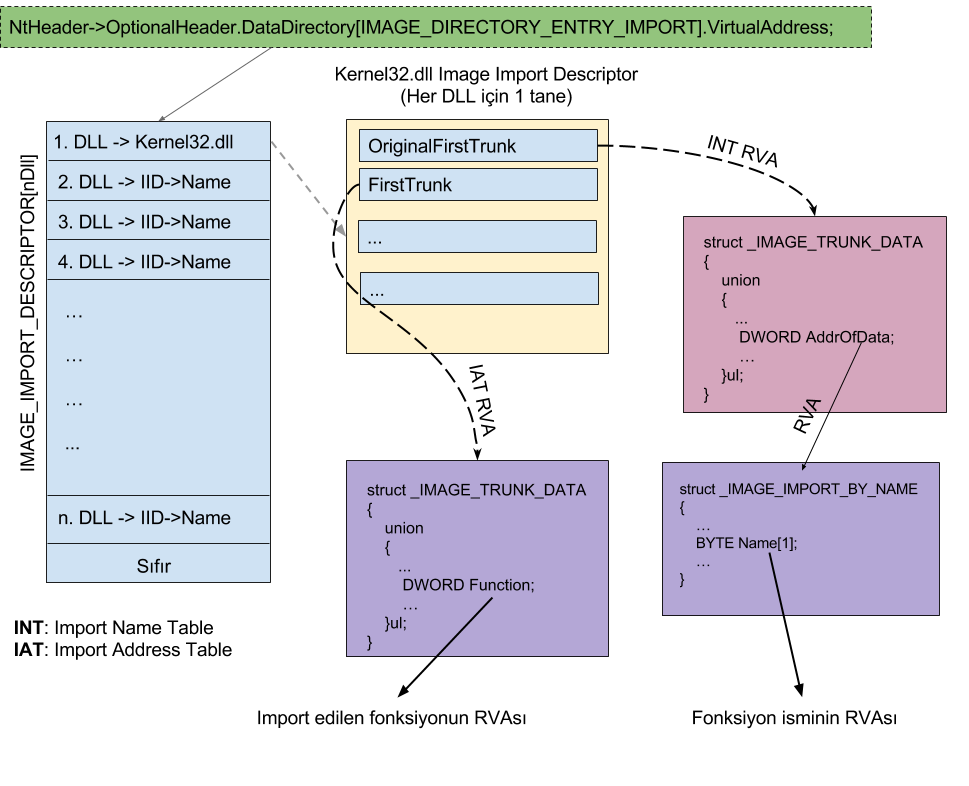 NtHeader->OptionalHeader.DataDirectory[IMAGE_DIRECTORY_ENTRY_IMPORT].VirtualAddress;
Kernel32.dll Image Import Descriptor
(Her DLL için 1 tane)
IMAGE_IMPORT_DESCRIPTOR[nDll]
1. DLL -> Kernel32.dll
2. DLL -> IID->Name
3. DLL -> IID->Name
4. DLL -> IID->Name
...
...
...
...
n. DLL -> IID->Name
Sıfır
OriginalFirstTrunk
FirstTrunk
...
...
INT RVA
IAT RVA
struct _IMAGE_TRUNK_DATA
{
union
{
...
DWORD AddrOfData;
...
}ul;
}
RVA
struct _IMAGE_TRUNK_DATA
{
union
{
...
DWORD Function;
...
}ul;
}
struct _IMAGE_IMPORT_BY_NAME
{
...
BYTE Name[1];
...
}
INT: Import Name Table
IAT: Import Address Table
Import edilen fonksiyonun RVAsı
Fonksiyon isminin RVAsı